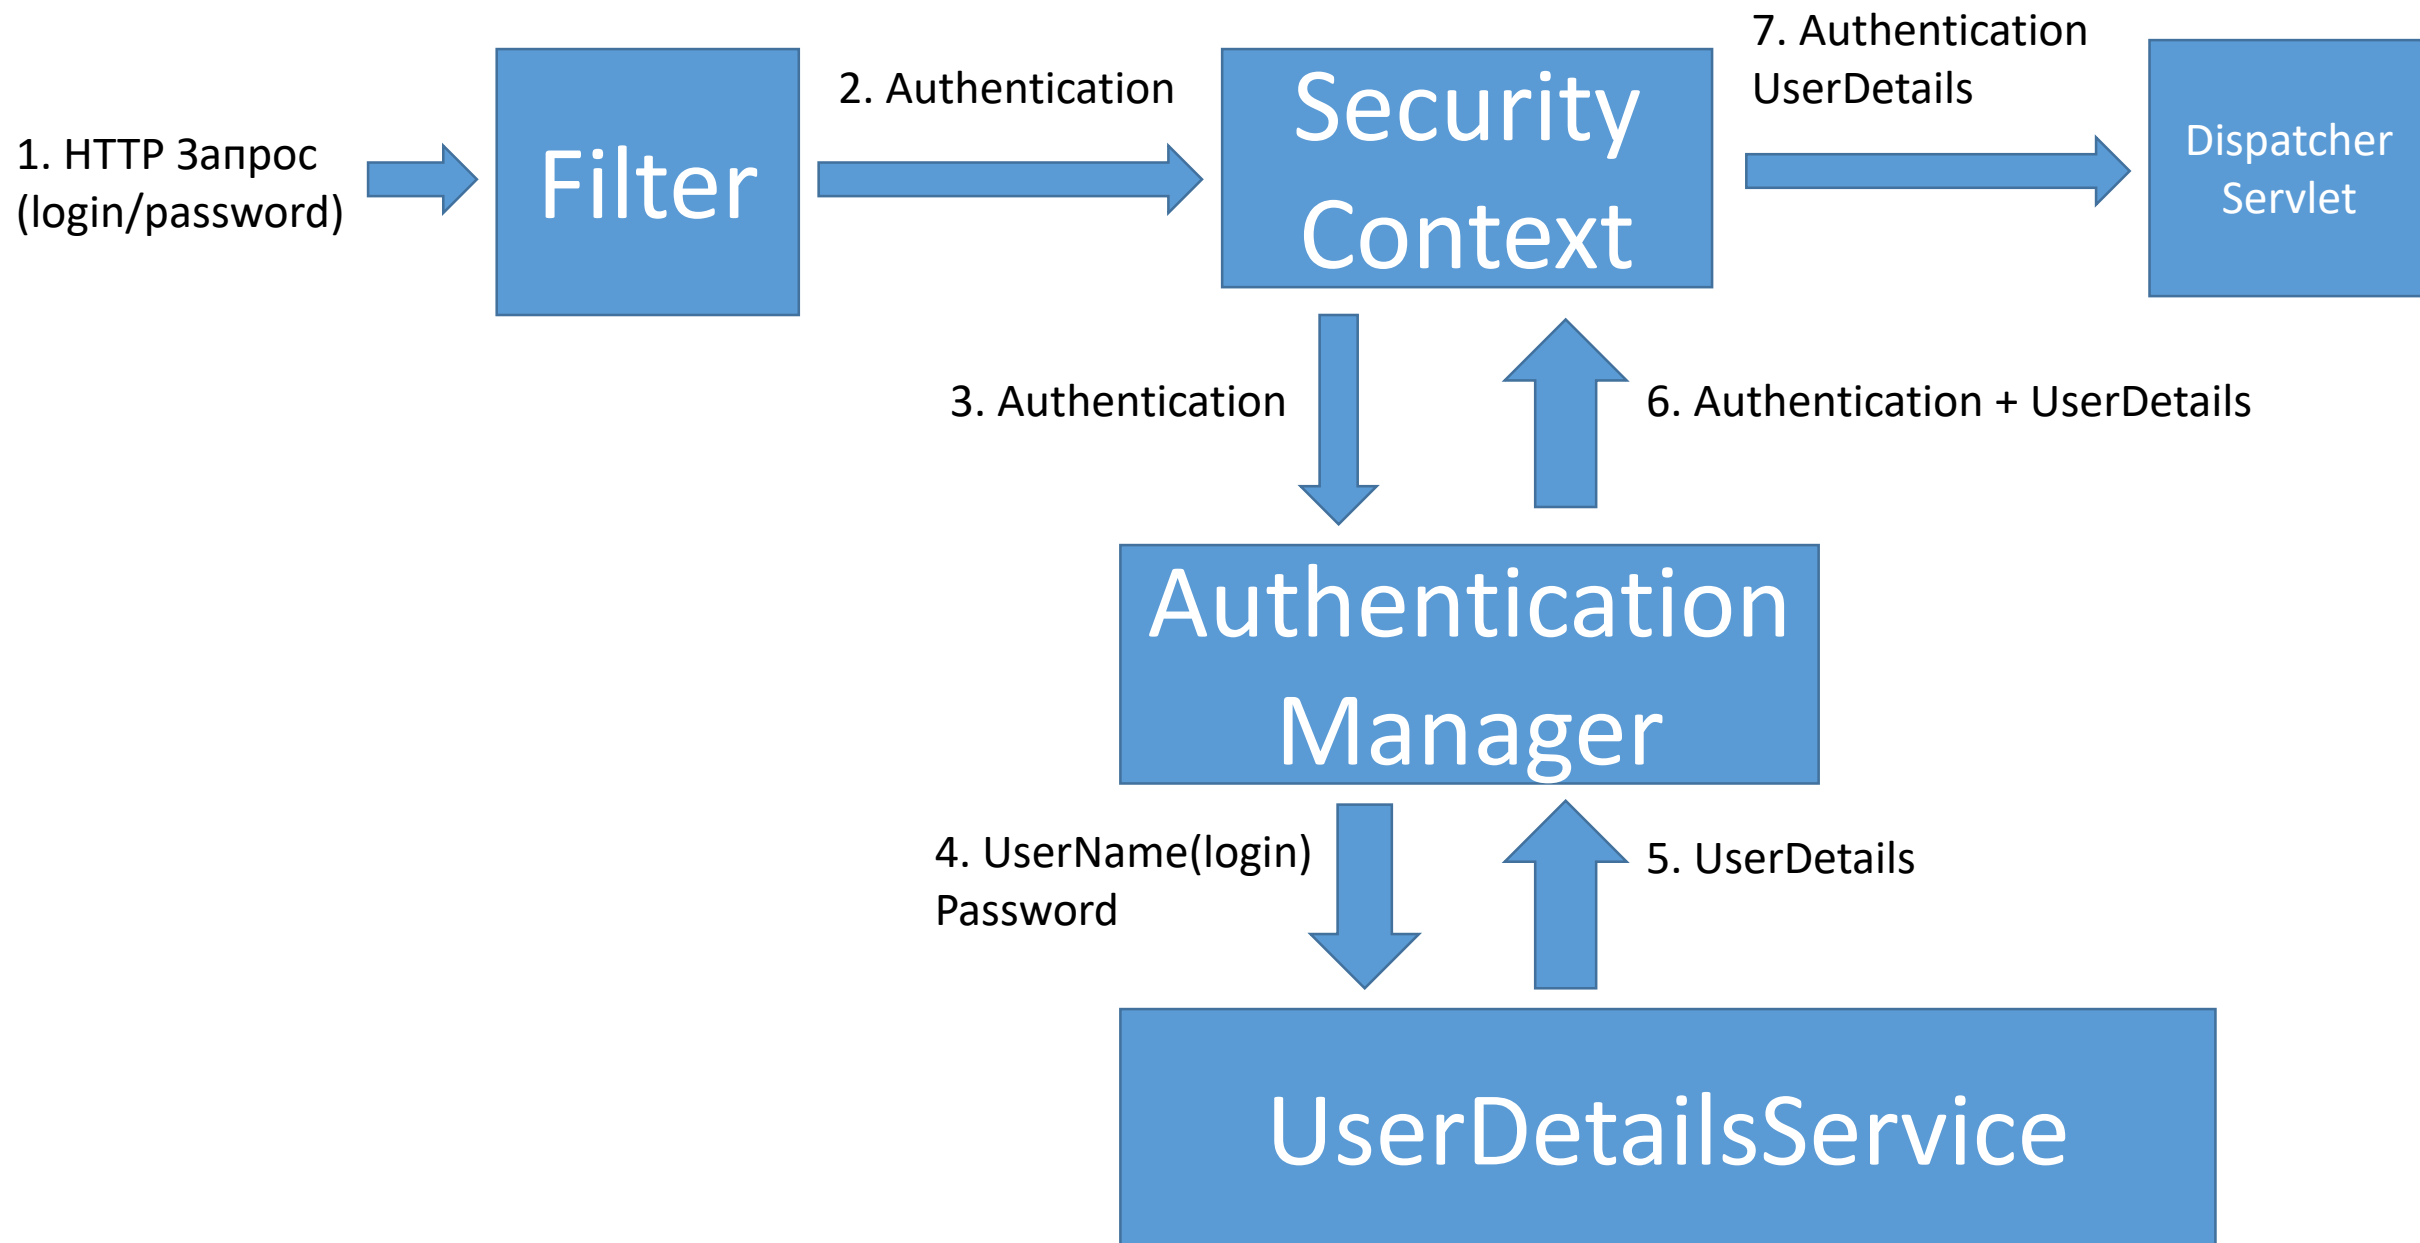 1. HTTP Запрос
(login/password)
Filter
2. Authentication
Security
Context
7. Authentication
UserDetails
Dispatcher
Servlet
3. Authentication
6. Authentication + UserDetails
Authentication
Manager
4. UserName(login)
Password
5. UserDetails
UserDetailsService